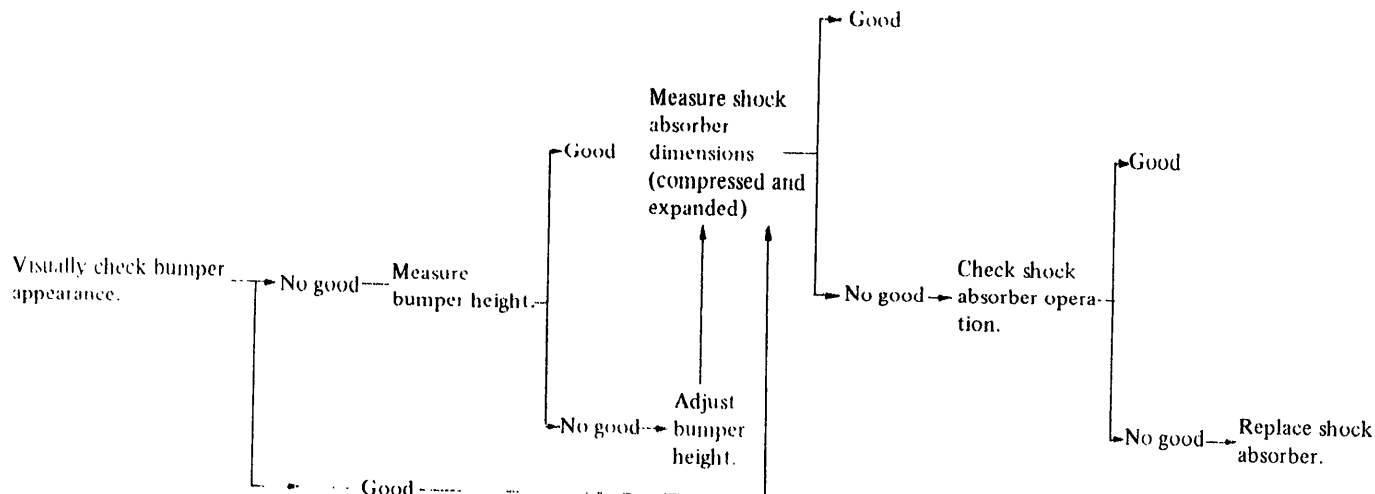 Good
Measure shock
absorber
dimensions
(compressed and
expanded)
Good
Good
Visually check bumper
appearance.
No good
Measure
bumper height.
No good
Check shock
absorber opera-
tion.
No good
Adjust
bumper
height.
No good
Replace shock
absorber.
Good